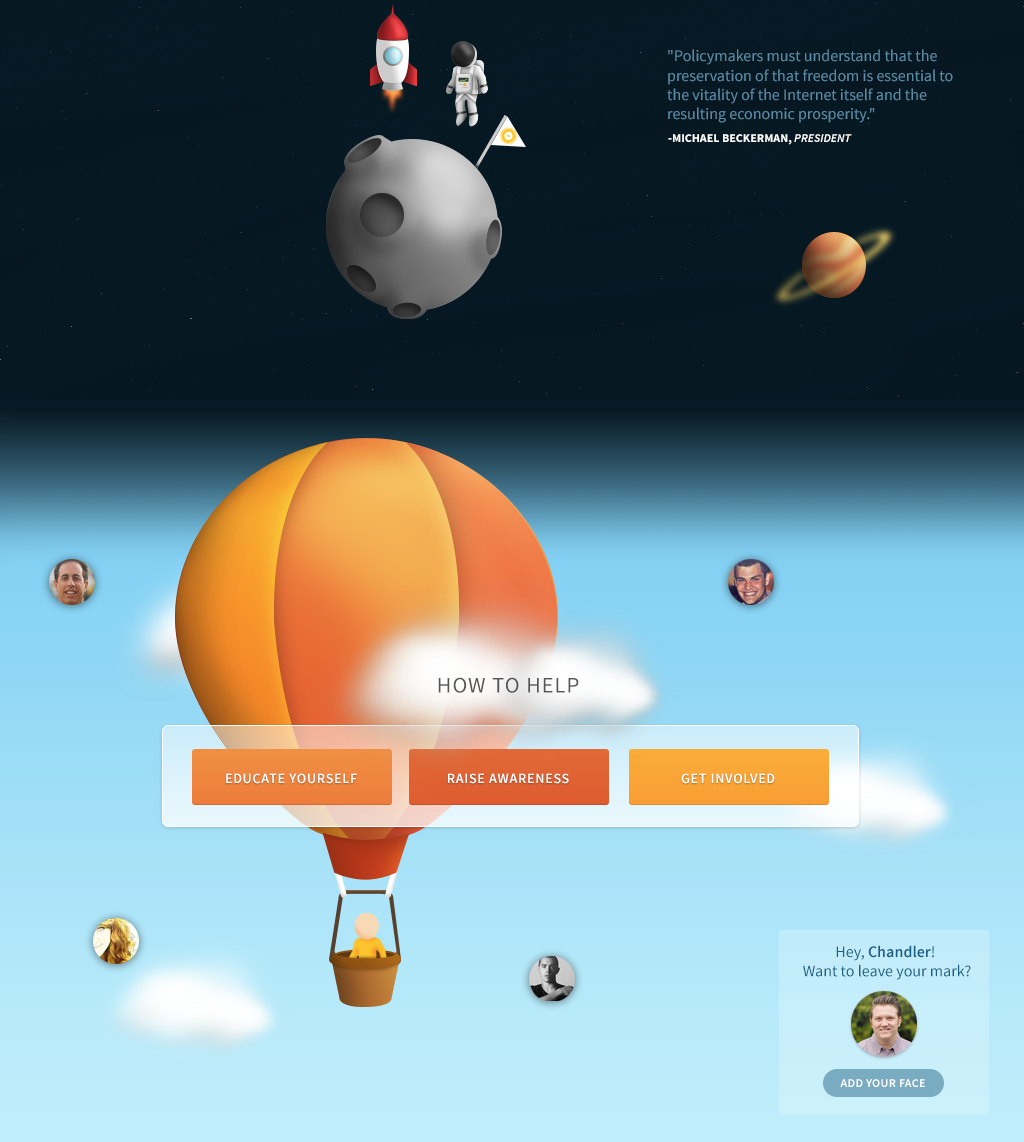 "Policymakers must understand that the
preservation of that freedom is essential to
the vitality of the Internet itself and the
resulting economic prosperity."
-MICHAEL BECKERMAN, PRESIDENT
HOW TO HELP
EDUCATE YOURSELF
RAISE AWARENESS
GET INVOLVED
Hey, Chandler!
Want to leave your mark?
ADD YOUR FACE